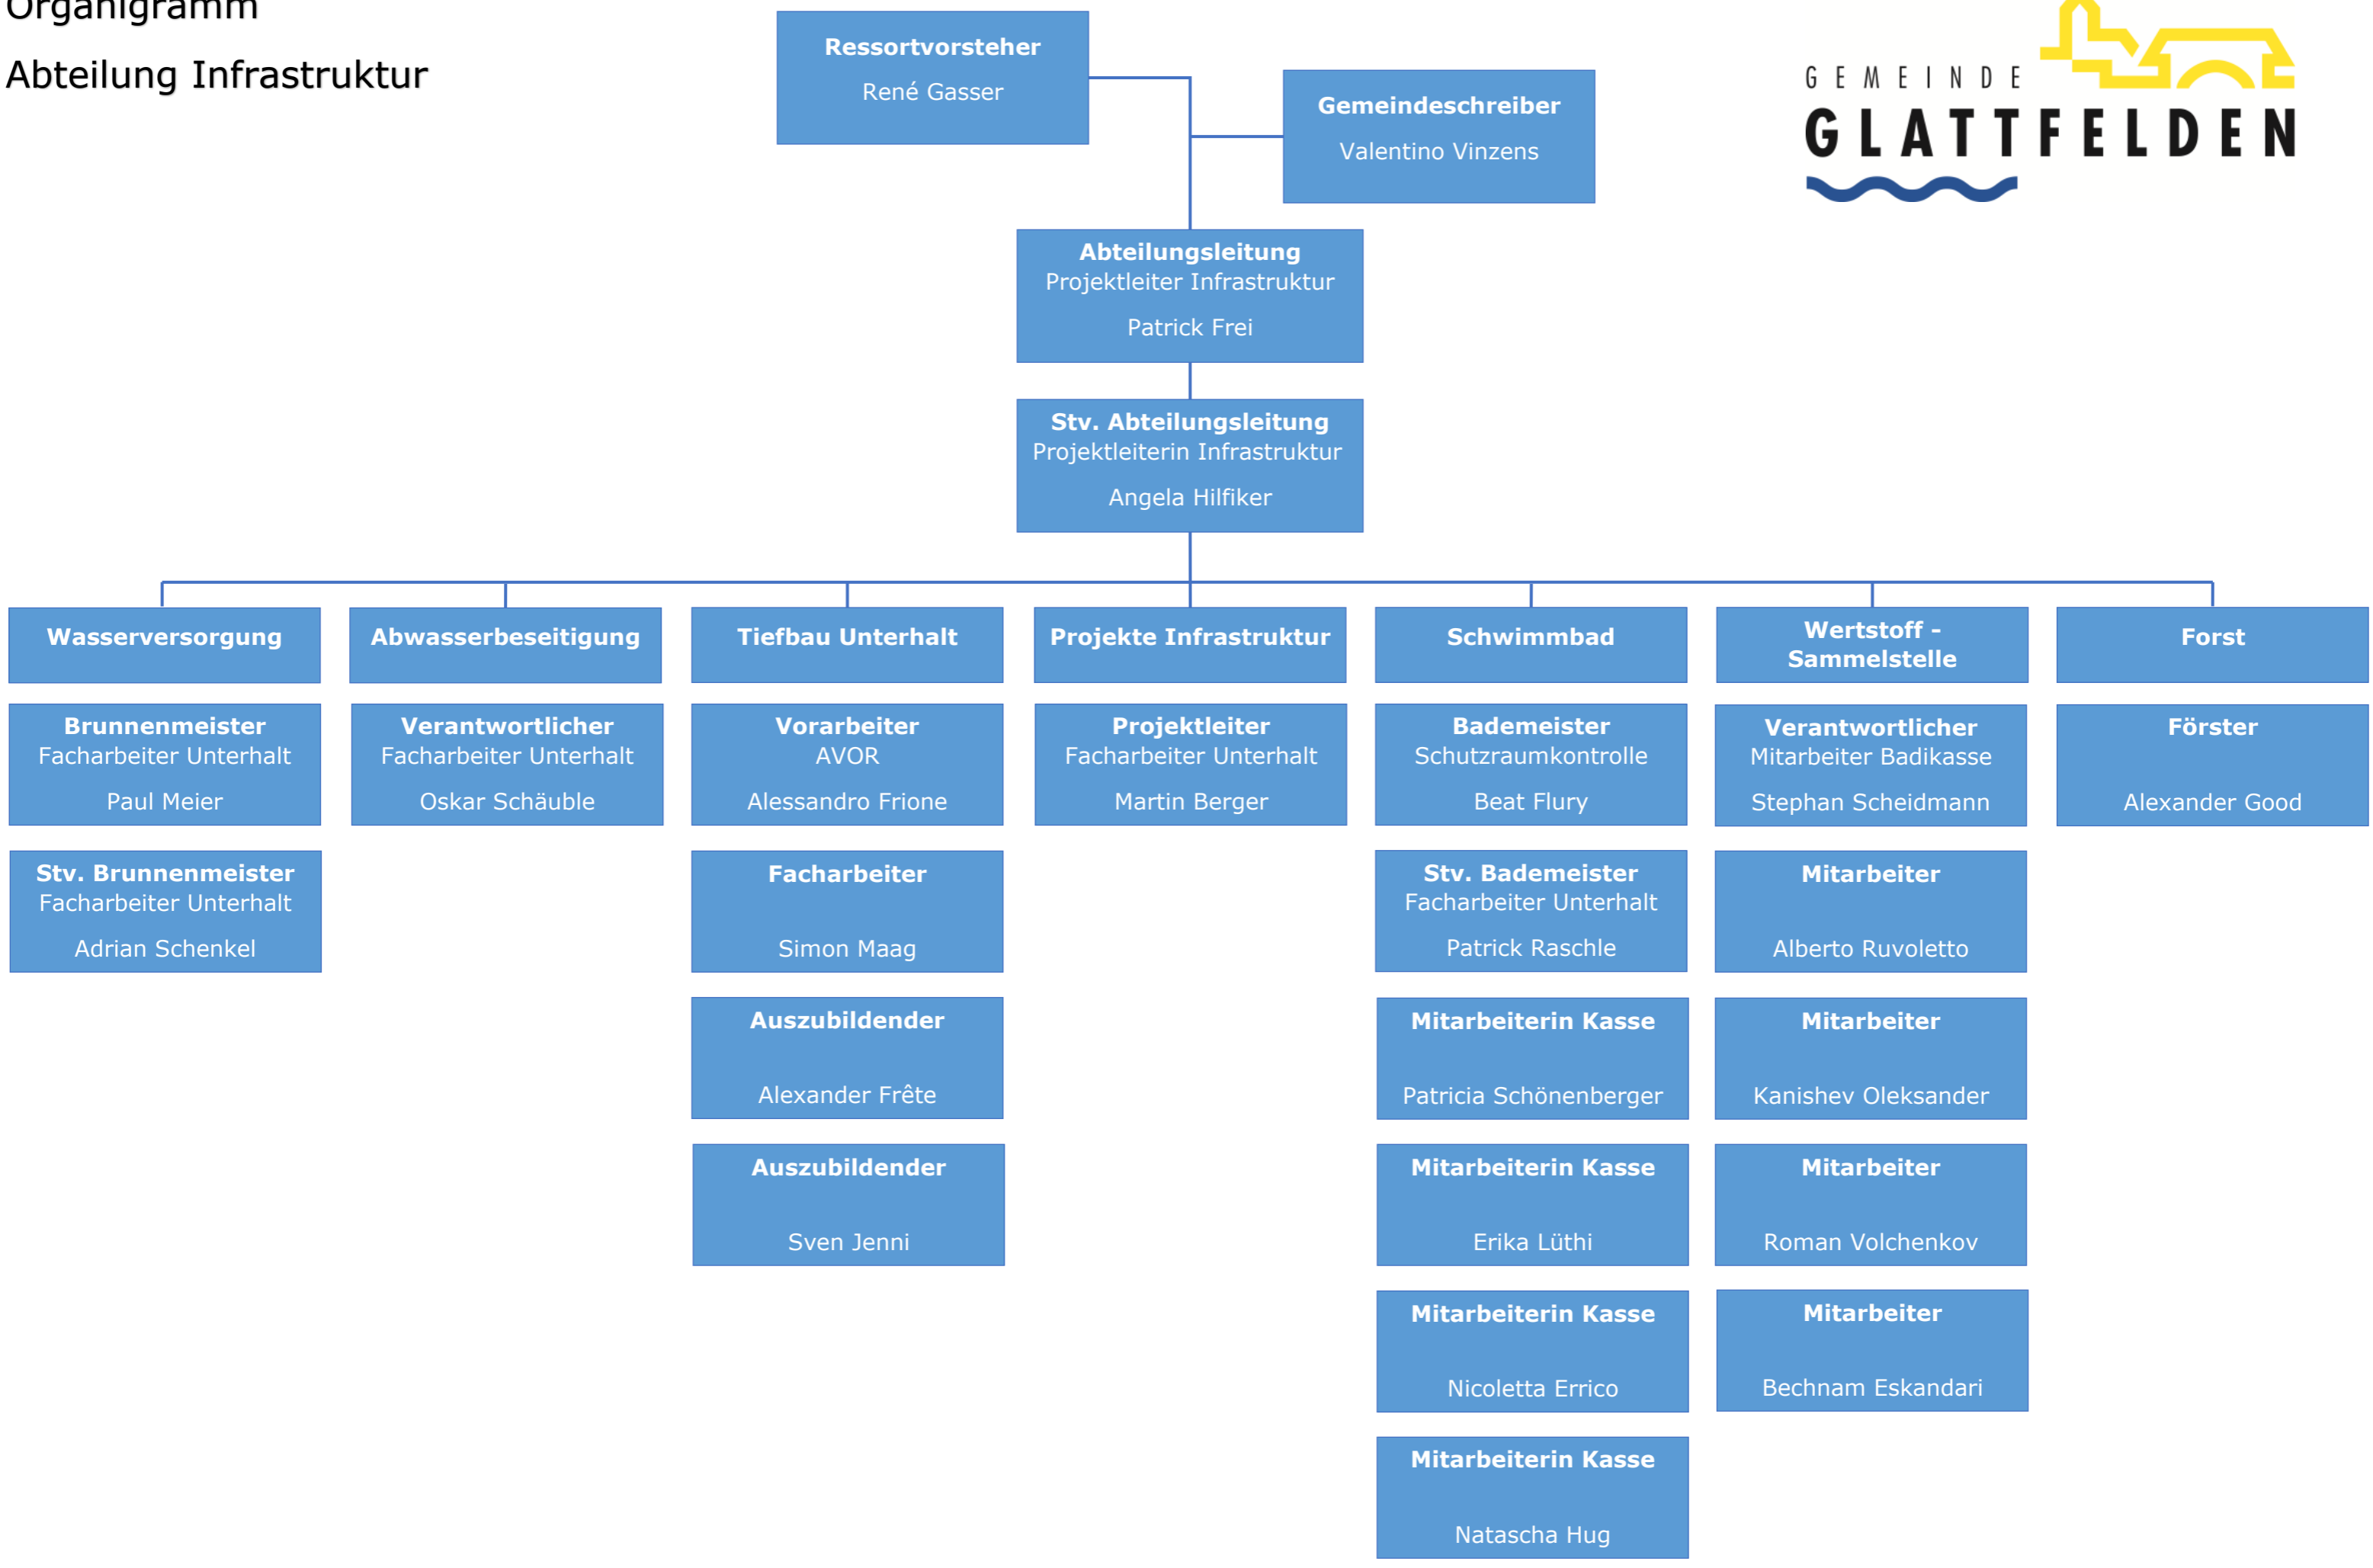 Organigramm
Abteilung Infrastruktur
Ressortvorsteher
René Gasser
Gemeindeschreiber
Valentino Vinzens
GEMEINDE
GLATTFELDEN
Abteilungsleitung
Projektleiter Infrastruktur
Patrick Frei
Stv. Abteilungsleitung
Projektleiterin Infrastruktur
Angela Hilfiker
Wasserversorgung
Brunnenmeister
Facharbeiter Unterhalt
Paul Meier
Stv. Brunnenmeister
Facharbeiter Unterhalt
Adrian Schenkel
Abwasserbeseitigung
Verantwortlicher
Facharbeiter Unterhalt
Oskar Schäuble
Tiefbau Unterhalt
Vorarbeiter
AVOR
Alessandro Frione
Facharbeiter
Simon Maag
Auszubildender
Alexander Frête
Auszubildender
Sven Jenni
Projekte Infrastruktur
Projektleiter
Facharbeiter Unterhalt
Martin Berger
Schwimmbad
Bademeister
Schutzraumkontrolle
Beat Flury
Stv. Bademeister
Facharbeiter Unterhalt
Patrick Raschle
Mitarbeiterin Kasse
Patricia Schönenberger
Mitarbeiterin Kasse
Erika Lüthi
Mitarbeiterin Kasse
Nicoletta Errico
Mitarbeiterin Kasse
Natascha Hug
Wertstoff –
Sammelstelle
Verantwortlicher
Mitarbeiter Badikasse
Stephan Scheidmann
Mitarbeiter
Alberto Ruvoletto
Mitarbeiter
Kanishev Oleksander
Mitarbeiter
Roman Volchenkov
Mitarbeiter
Bechnam Eskandari
Forst
Förster
Alexander Good